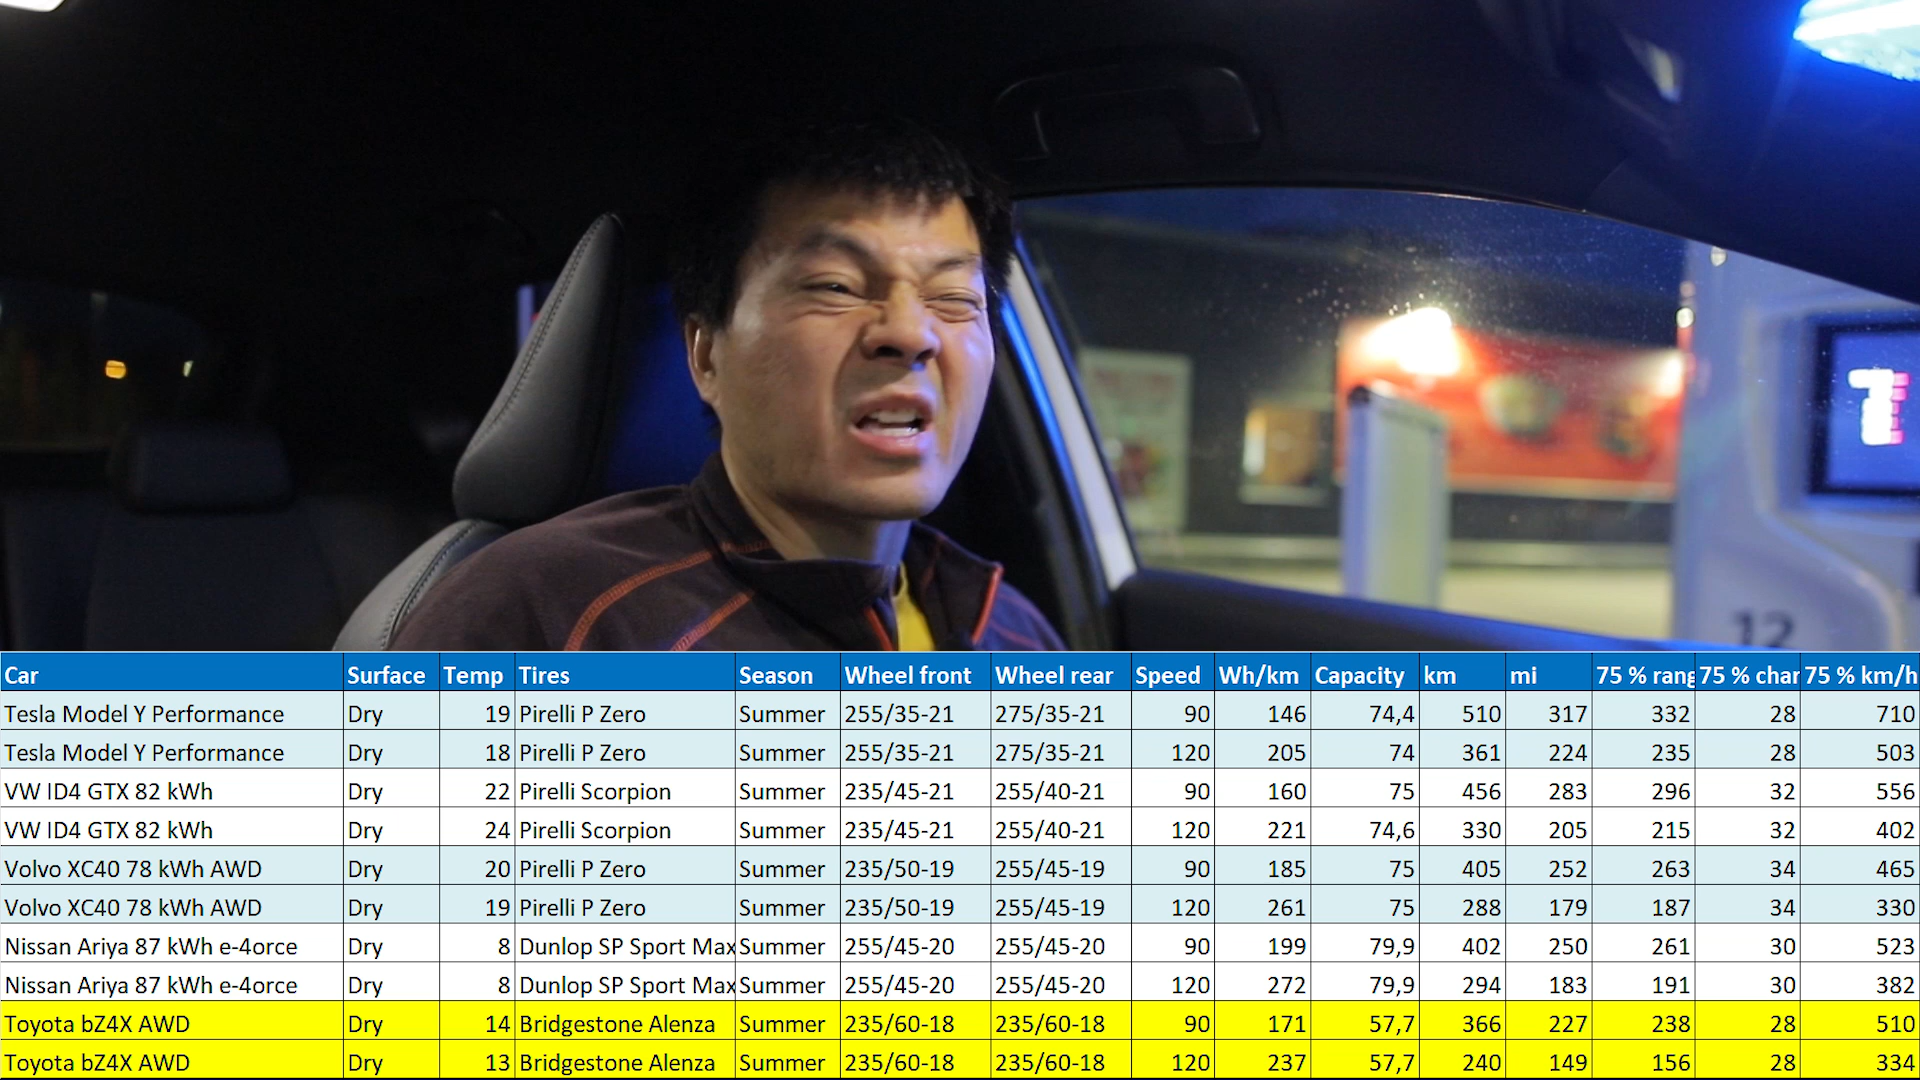 12
Car Surface Temp Tires Season Wheel front Wheel rear Speed Wh/km Capacity km mi 75 % rang 75 % char 75 % km/h
Tesla Model Y Performance Dry 19 Pirelli P Zero Summer 255/35-21 275/35-21 90 146 74,4 510 317 332 28 710
Tesla Model Y Performance Dry 18 Pirelli P Zero Summer 255/35-21 275/35-21 120 205 74 361 224 235 28 503
VW ID4 GTX 82 kWh Dry 22 Pirelli Scorpion Summer 235/45-21 255/40-21 90 160 75 456 283 296 32 556
VW ID4 GTX 82 kWh Dry 24 Pirelli Scorpion Summer 235/45-21 255/40-21 120 221 74,6 330 205 215 32 402
Volvo XC40 78 kWh AWD Dry 20 Pirelli P Zero Summer 235/50-19 255/45-19 90 185 75 405 252 263 34 465
Volvo XC40 78 kWh AWD Dry 19 Pirelli P Zero Summer 235/50-19 255/45-19 120 261 75 288 179 187 34 330
Nissan Ariya 87 kWh e-4orce Dry 8 Dunlop SP Sport Max Summer 255/45-20 255/45-20 90 199 79,9 402 250 261 30 523
Nissan Ariya 87 kWh e-4orce Dry 8 Dunlop SP Sport Max Summer 255/45-20 255/45-20 120 272 79,9 294 183 191 30 382
Toyota bZ4X AWD Dry 14 Bridgestone Alenza Summer 235/60-18 235/60-18 90 171 57,7 366 227 238 28 510
Toyota bZ4X AWD Dry 13 Bridgestone Alenza Summer 235/60-18 235/60-18 120 237 57,7 240 149 156 28 334